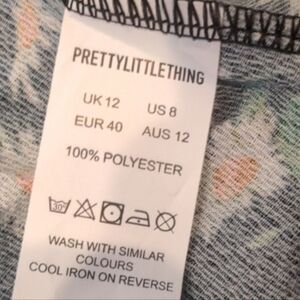 PRETTYLITTLETHING
UK 12 US 8
EUR 40 AUS 12
100% POLYESTER
30°
WASH WITH SIMILAR
COLOURS
COOL IRON ON REVERSE